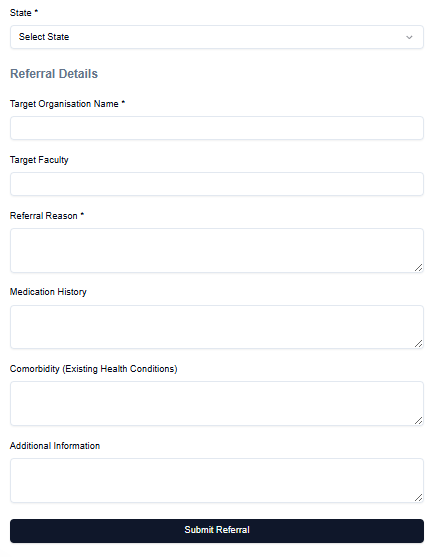 State *
Select State
Referral Details
Target Organisation Name *
Target Faculty
Referral Reason *
Medication History
Comorbidity (Existing Health Conditions)
Additional Information
Submit Referral